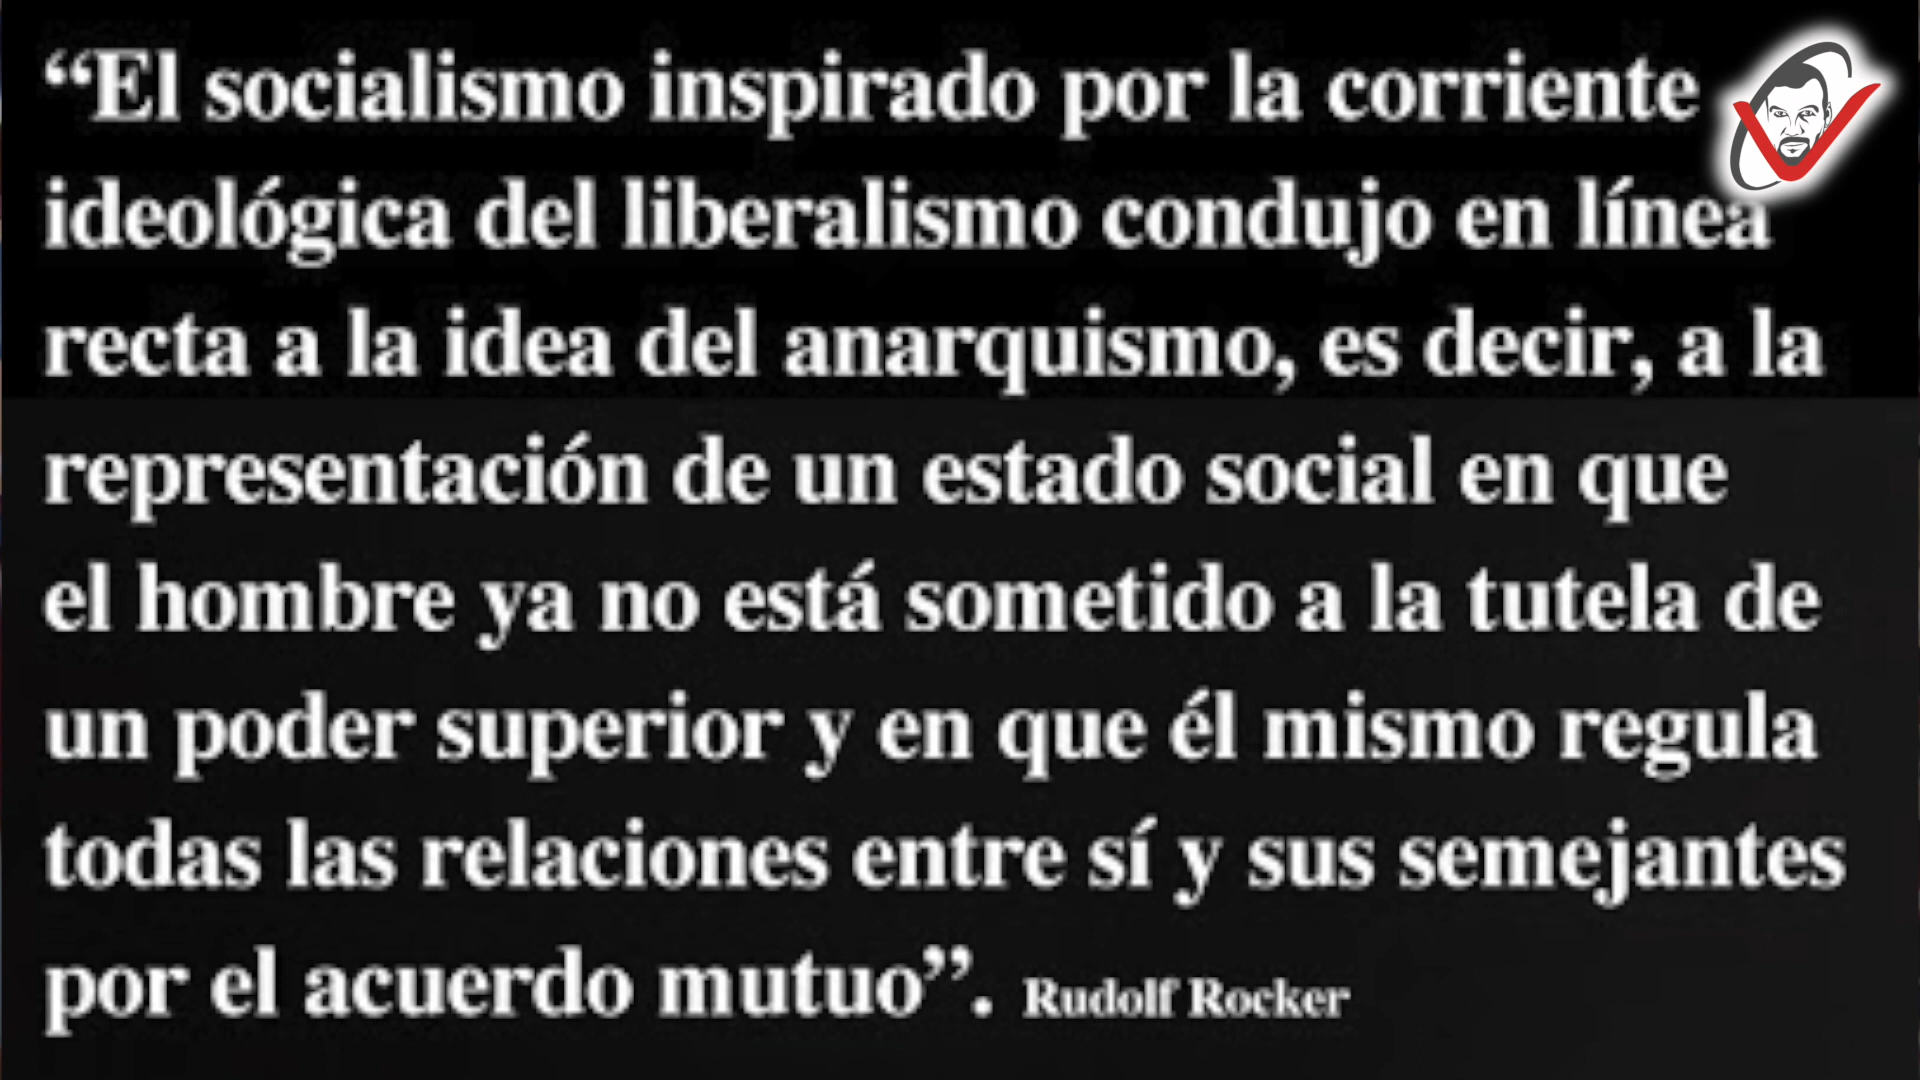 “El socialismo inspirado por la corriente
ideológica del liberalismo condujo en línea
recta a la idea del anarquismo, es decir, a la
representación de un estado social en que
el hombre ya no está sometido a la tutela de
un poder superior y en que él mismo regula
todas las relaciones entre sí y sus semejantes
por el acuerdo mutuo”. Rudolf Rocker